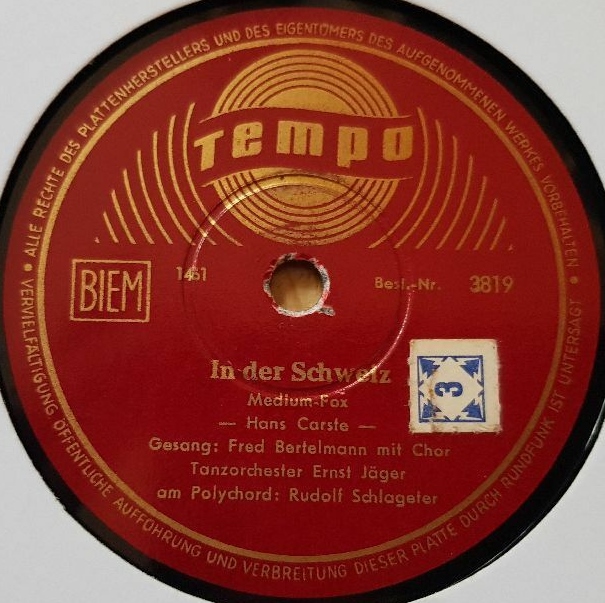 ALLE RECHTE DES PLATTENHERSTELLERS UND DES EIGENTÜMERS DES AUFGENOMMENEN WERKES VORBEHALTEN •
Tempo
BIEM
1461
Best.-Nr. 3819
In der Schweiz
3
Medium-Fox
— Hans Carste —
Gesang: Fred Bertelmann mit Chor
Tanzorchester Ernst Jäger
am Polychord: Rudolf Schlageter
VERVIELFÄLTIGUNG ÖFFENTLICHE AUFFÜHRUNG UND VERBREITUNG DIESER PLATTE DURCH RUNDFUNK IST UNTERSAGT •